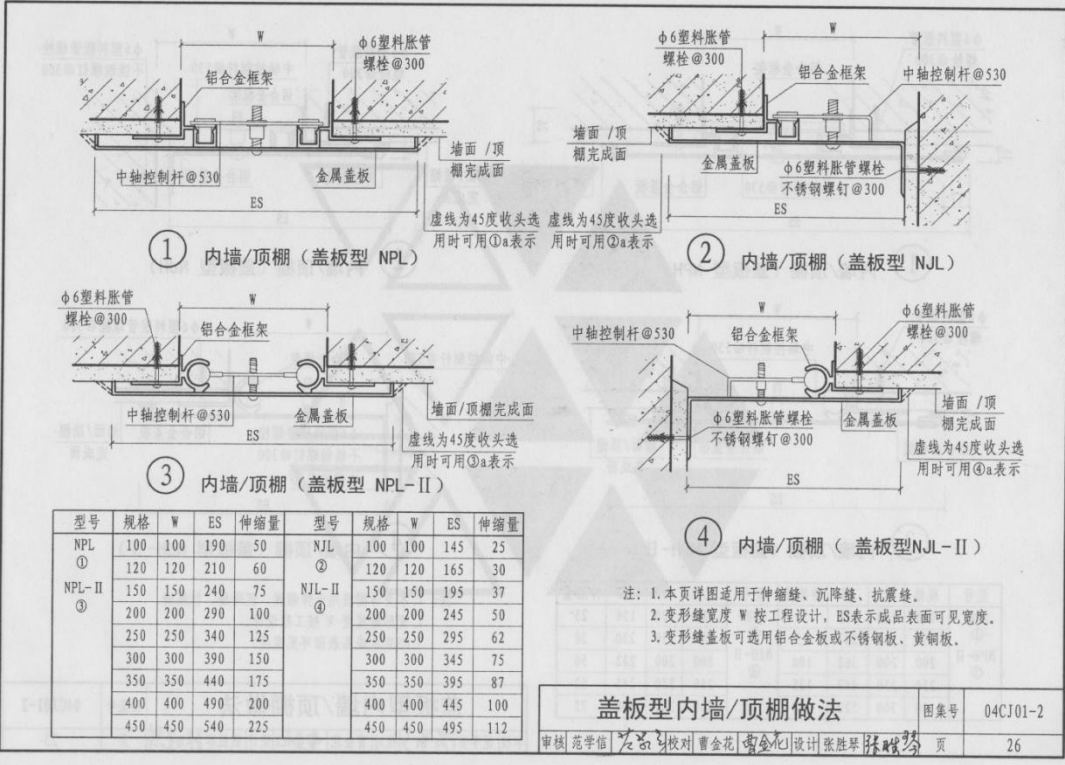 W
φ6塑料胀管
螺栓@300
铝合金框架
墙面/顶
棚完成面
中轴控制杆@530
金属盖板
ES
虚线为45度收头选
用时可用①a表示
① 内墙/顶棚(盖板型 NPL)
φ6塑料胀管
螺栓@300
W
铝合金框架
中轴控制杆@530
墙面/顶
棚完成面
金属盖板
φ6塑料胀管螺栓
不锈钢螺钉@300
ES
虚线为45度收头选
用时可用②a表示
② 内墙/顶棚(盖板型 NJL)
φ6塑料胀管
螺栓@300
W
铝合金框架
中轴控制杆@530
金属盖板
墙面/顶棚完成面
ES
虚线为45度收头选
用时可用③a表示
③ 内墙/顶棚(盖板型 NPL-Ⅱ)
中轴控制杆@530
W
铝合金框架
φ6塑料胀管
螺栓@300
φ6塑料胀管螺栓
不锈钢螺钉@300
金属盖板
墙面/顶
棚完成面
虚线为45度收头选
用时可用④a表示
ES
④ 内墙/顶棚(盖板型NJL-Ⅱ)
型号 规格 W ES 伸缩量 型号 规格 W ES 伸缩量
NPL 100 100 190 50 NJL 100 100 145 25
① 120 120 210 60 ② 120 120 165 30
NPL-Ⅱ 150 150 240 75 NJL-Ⅱ 150 150 195 37
③ 200 200 290 100 ④ 200 200 245 50
250 250 340 125 250 250 295 62
300 300 390 150 300 300 345 75
350 350 440 175 350 350 395 87
400 400 490 200 400 400 445 100
450 450 540 225 450 450 495 112
注: 1.本页详图适用于伸缩缝、沉降缝、抗震缝。
2.变形缝宽度 W 按工程设计, ES表示成品表面可见宽度。
3.变形缝盖板可选用铝合金板或不锈钢板、黄铜板。
盖板型内墙/顶棚做法 图集号 04CJ01-2
审核 范学信 校对 曹金花 曹金花 设计 张胜琴 张胜琴 页 26